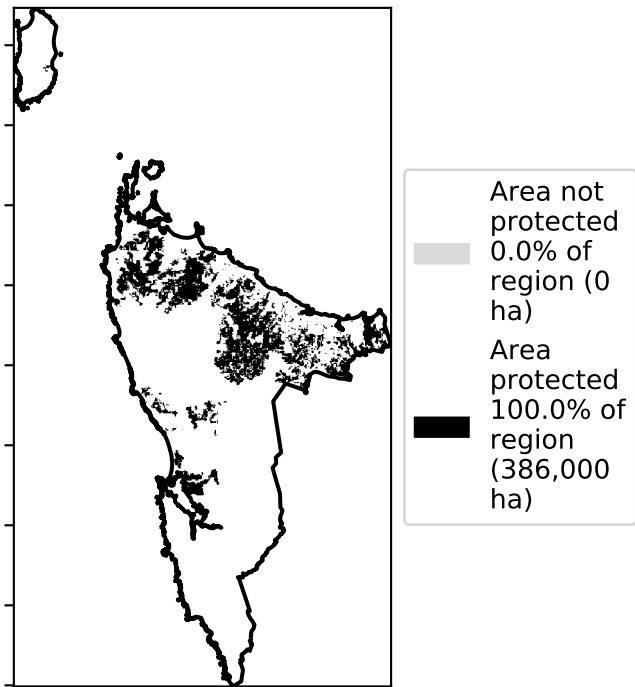 Area not
protected
0.0% of
region (0
ha)
Area
protected
100.0% of
region
(386,000
ha)